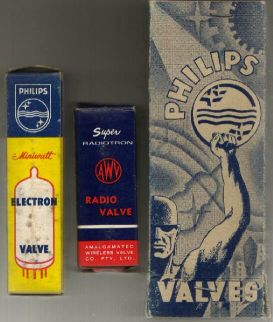 PHILIPS
Miniwatt
ELECTRON
VALVE
Super
RADIOTRON
AWV
RADIO
VALVE
AMALGAMATED
WIRELESS VALVE
CO. PTY. LTD.
PHILIPS
VALVES